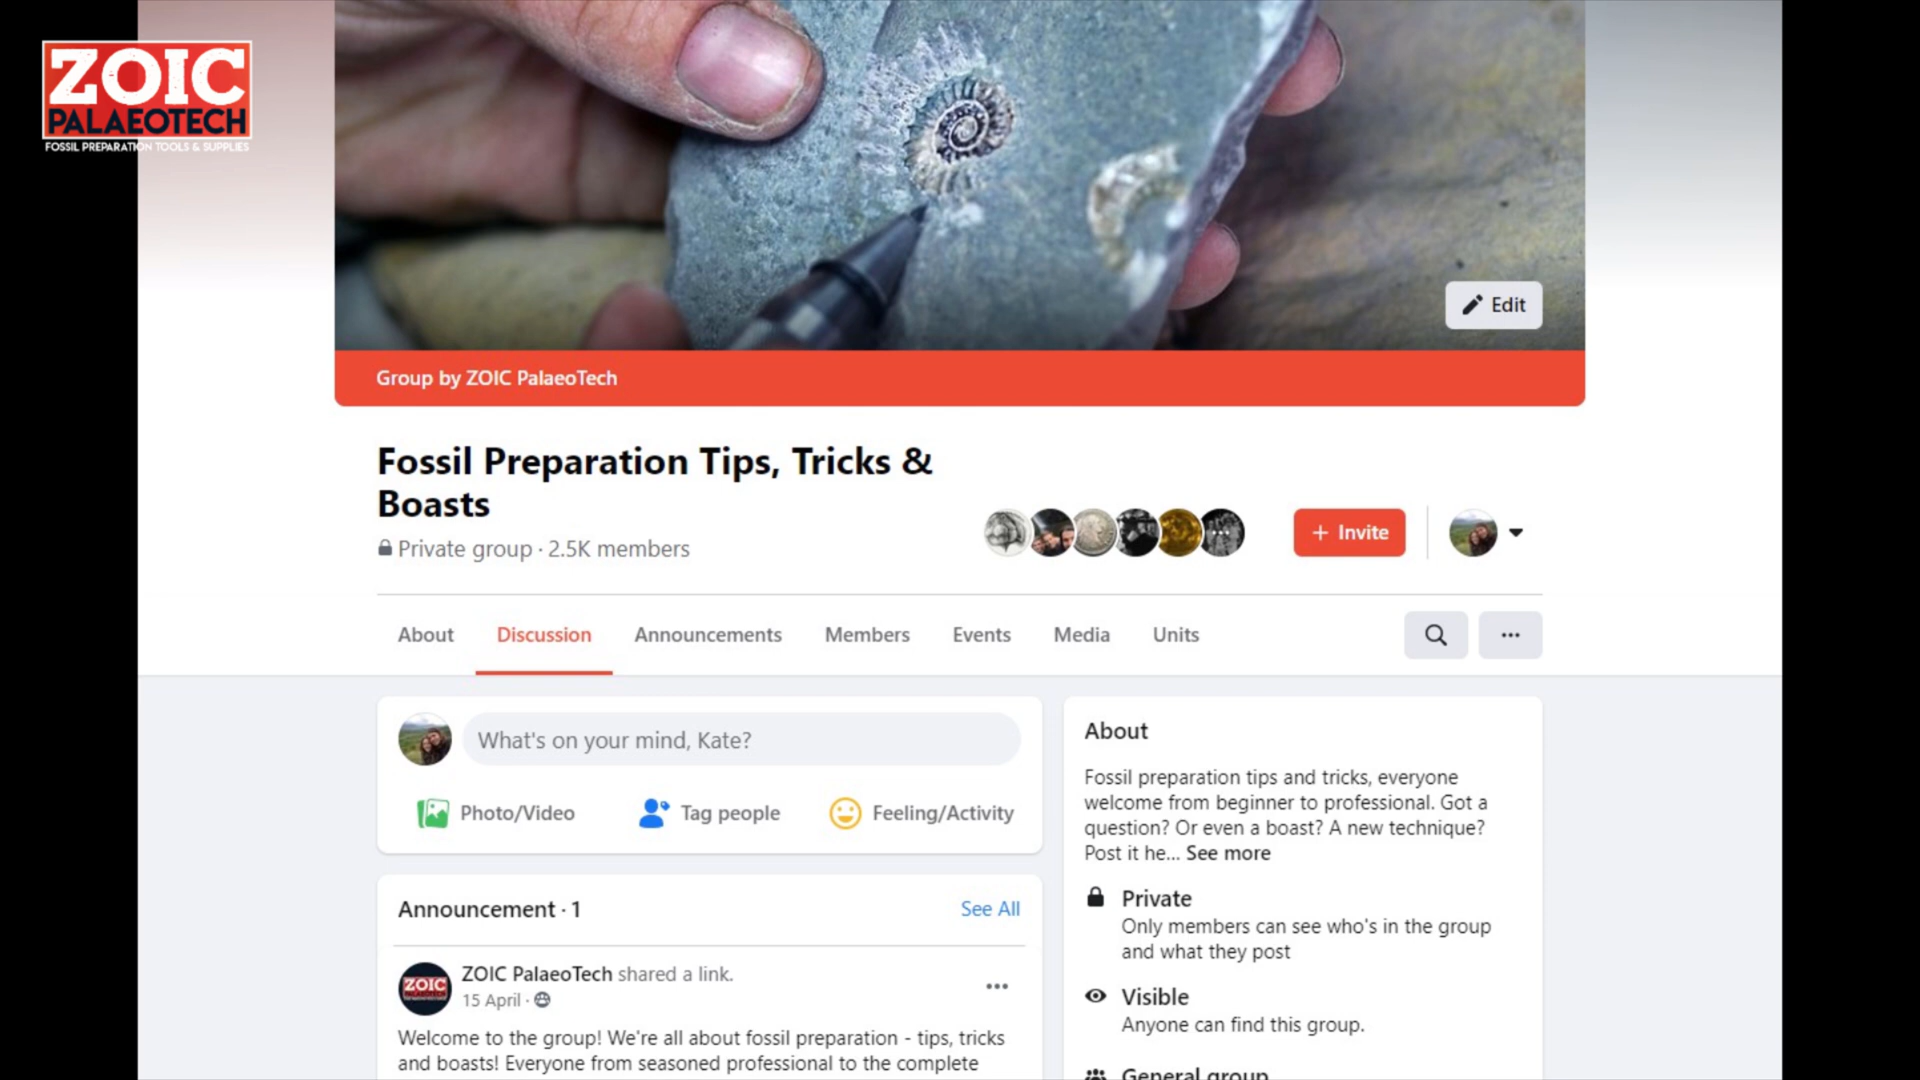 ZOIC
PALAEOTECH
FOSSIL PREPARATION TOOLS & SUPPLIES
Edit
Group by ZOIC PalaeoTech
Fossil Preparation Tips, Tricks &
Boasts
Private group · 2.5K members
+ Invite
About
Discussion
Announcements
Members
Events
Media
Units
What's on your mind, Kate?
Photo/Video
Tag people
Feeling/Activity
Announcement · 1
See All
ZOIC
ZOIC PalaeoTech shared a link.
15 April ·
Welcome to the group! We're all about fossil preparation - tips, tricks
and boasts! Everyone from seasoned professional to the complete
About
Fossil preparation tips and tricks, everyone
welcome from beginner to professional. Got a
question? Or even a boast? A new technique?
Post it he... See more
Private
Only members can see who's in the group
and what they post
Visible
Anyone can find this group.
General group